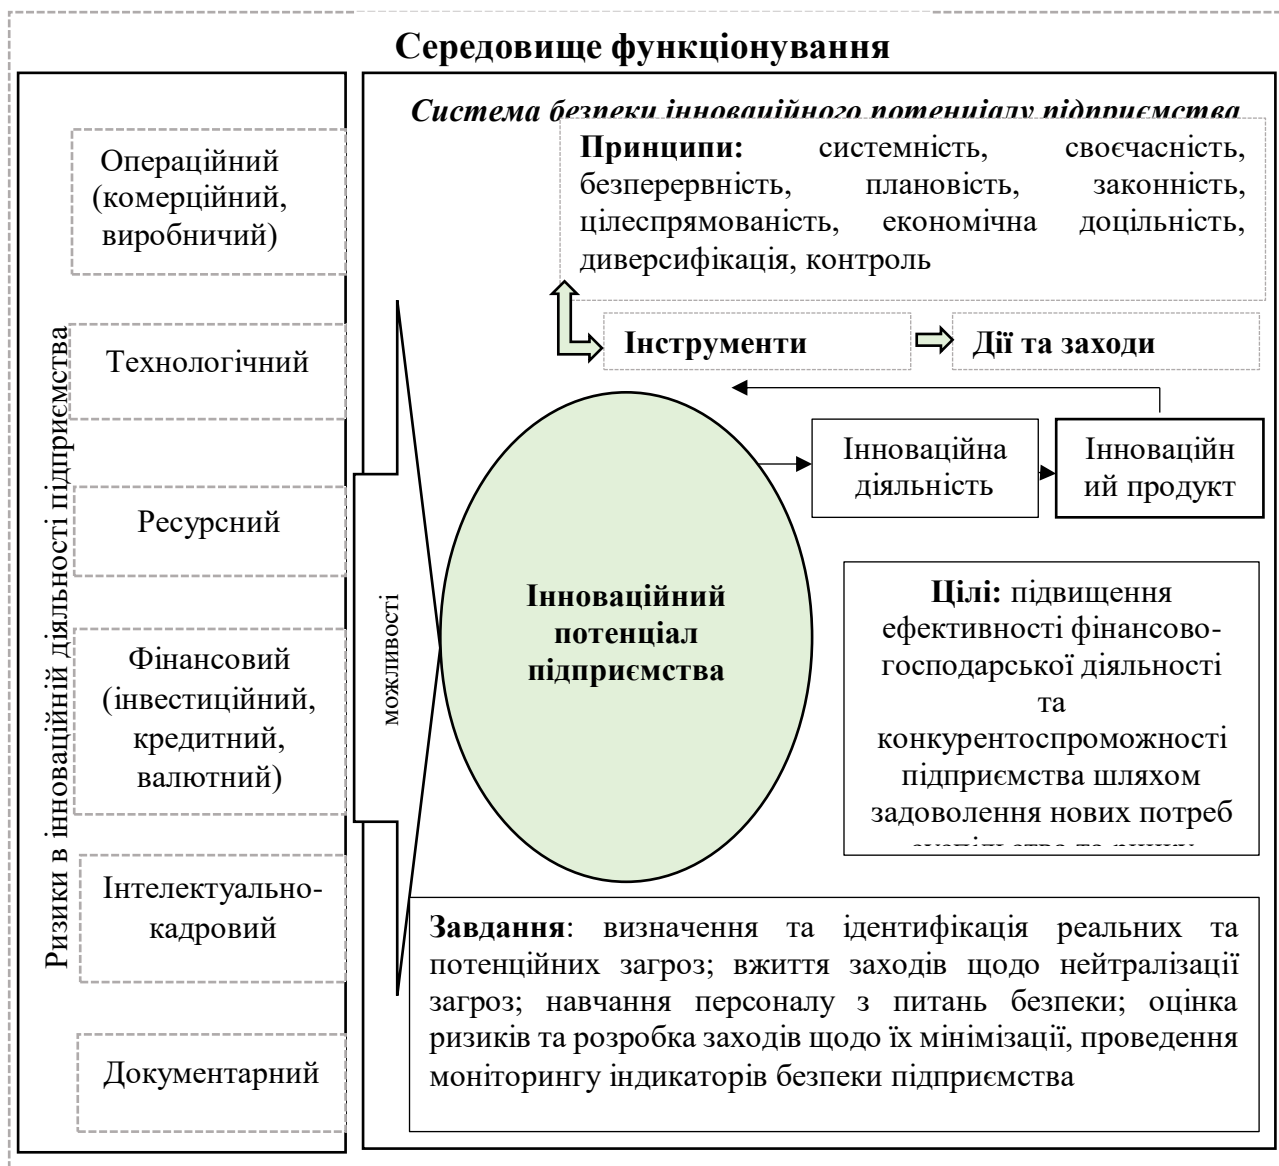 Середовище функціонування
Ризики в інноваційній діяльності підприємства
Операційний
(комерційний,
виробничий)
Технологічний
Ресурсний
Фінансовий
(інвестиційний,
кредитний,
валютний)
Інтелектуально-
кадровий
Документарний
можливості
Система безпеки інноваційного потенціалу підприємства
Принципи: системність, своєчасність,
безперервність, плановість, законність,
цілеспрямованість, економічна доцільність,
диверсифікація, контроль
Інструменти
Дії та заходи
Інноваційна
діяльність
Інноваційн
ий продукт
Інноваційний
потенціал
підприємства
Цілі: підвищення
ефективності фінансово-
господарської діяльності
та
конкурентоспроможності
підприємства шляхом
задоволення нових потреб
Завдання: визначення та ідентифікація реальних та
потенційних загроз; вжиття заходів щодо нейтралізації
загроз; навчання персоналу з питань безпеки; оцінка
ризиків та розробка заходів щодо їх мінімізації, проведення
моніторингу індикаторів безпеки підприємства